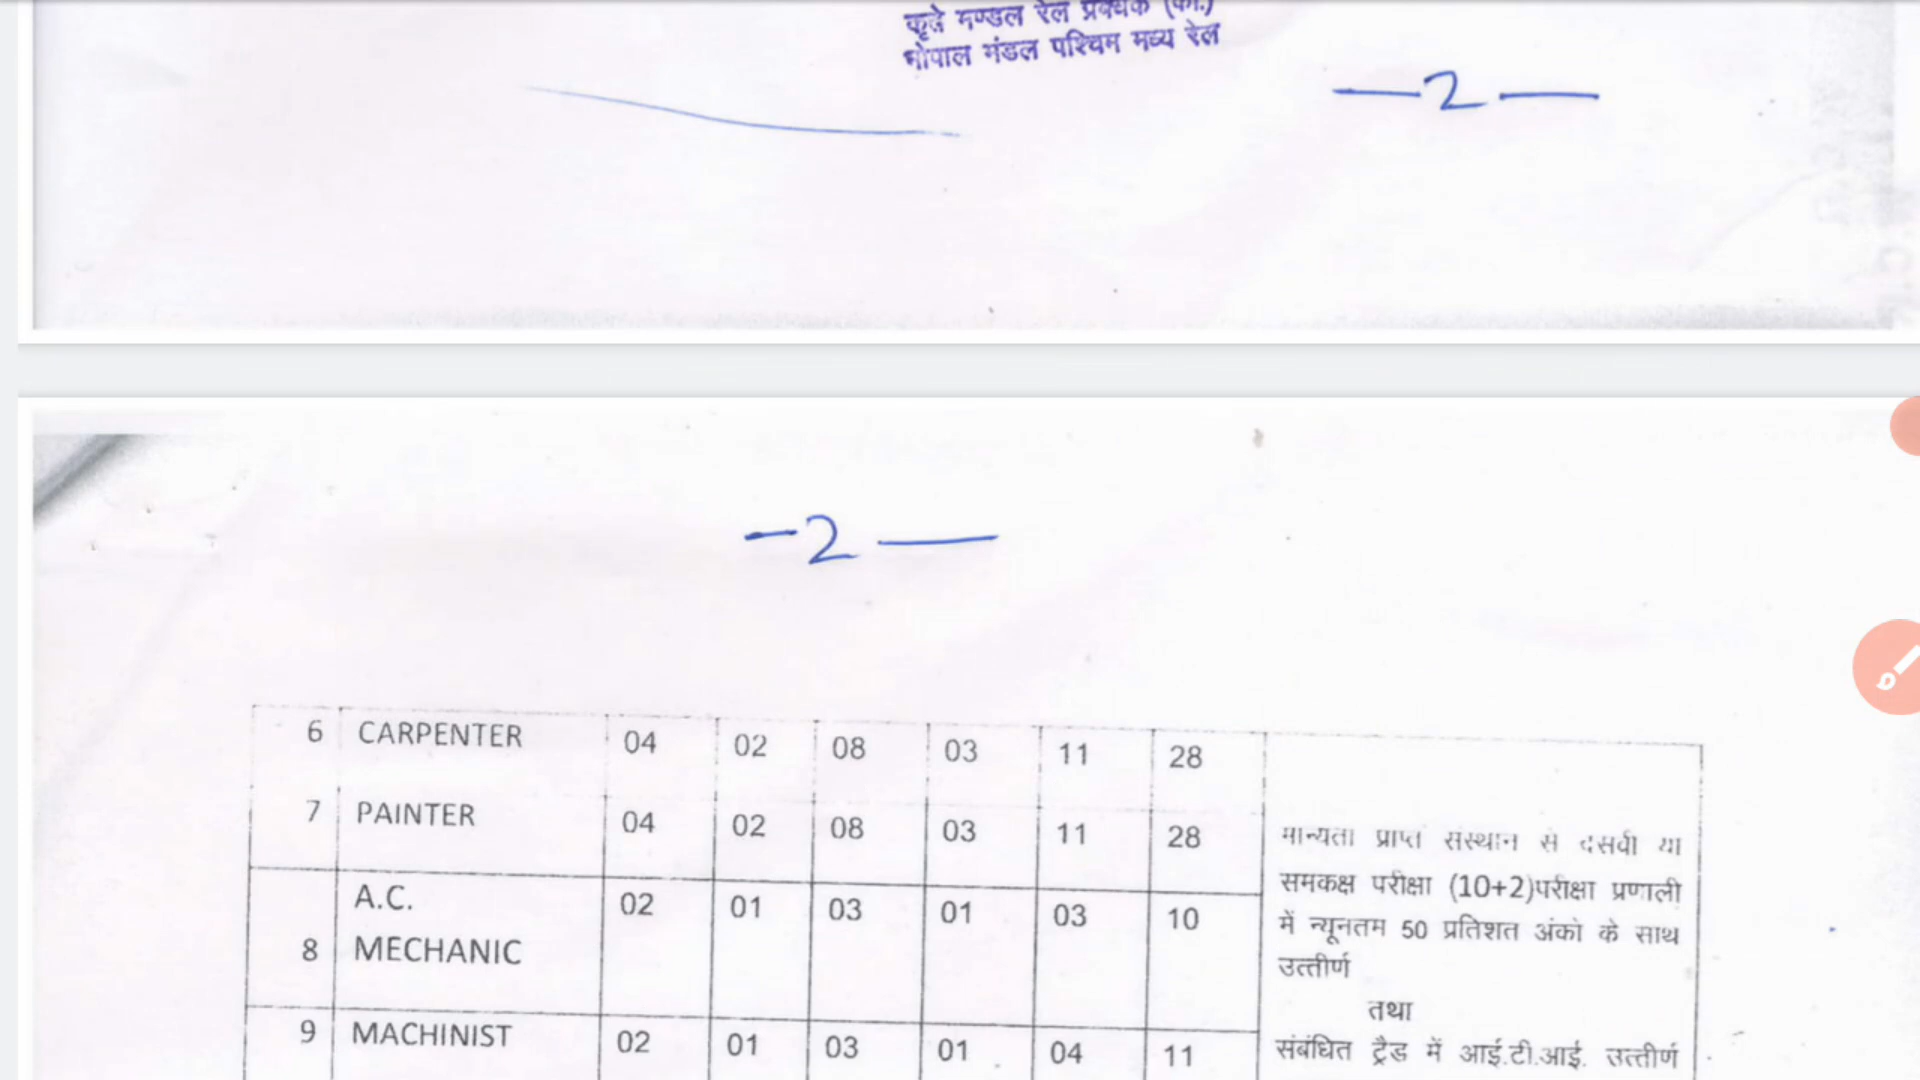 कृते मण्डल रेल प्रबंधक (का.)
भोपाल मंडल पश्चिम मध्य रेल
—2—
—2—
6 CARPENTER 04 02 08 03 11 28
7 PAINTER 04 02 08 03 11 28
8 A.C. MECHANIC 02 01 03 01 03 10
9 MACHINIST 02 01 03 01 04 11
मान्यता प्राप्त संस्थान से दसवी या
समकक्ष परीक्षा (10+2)परीक्षा प्रणाली
में न्यूनतम 50 प्रतिशत अंको के साथ
उत्तीर्ण
तथा
संबंधित ट्रैड में आई.टी.आई. उत्तीर्ण